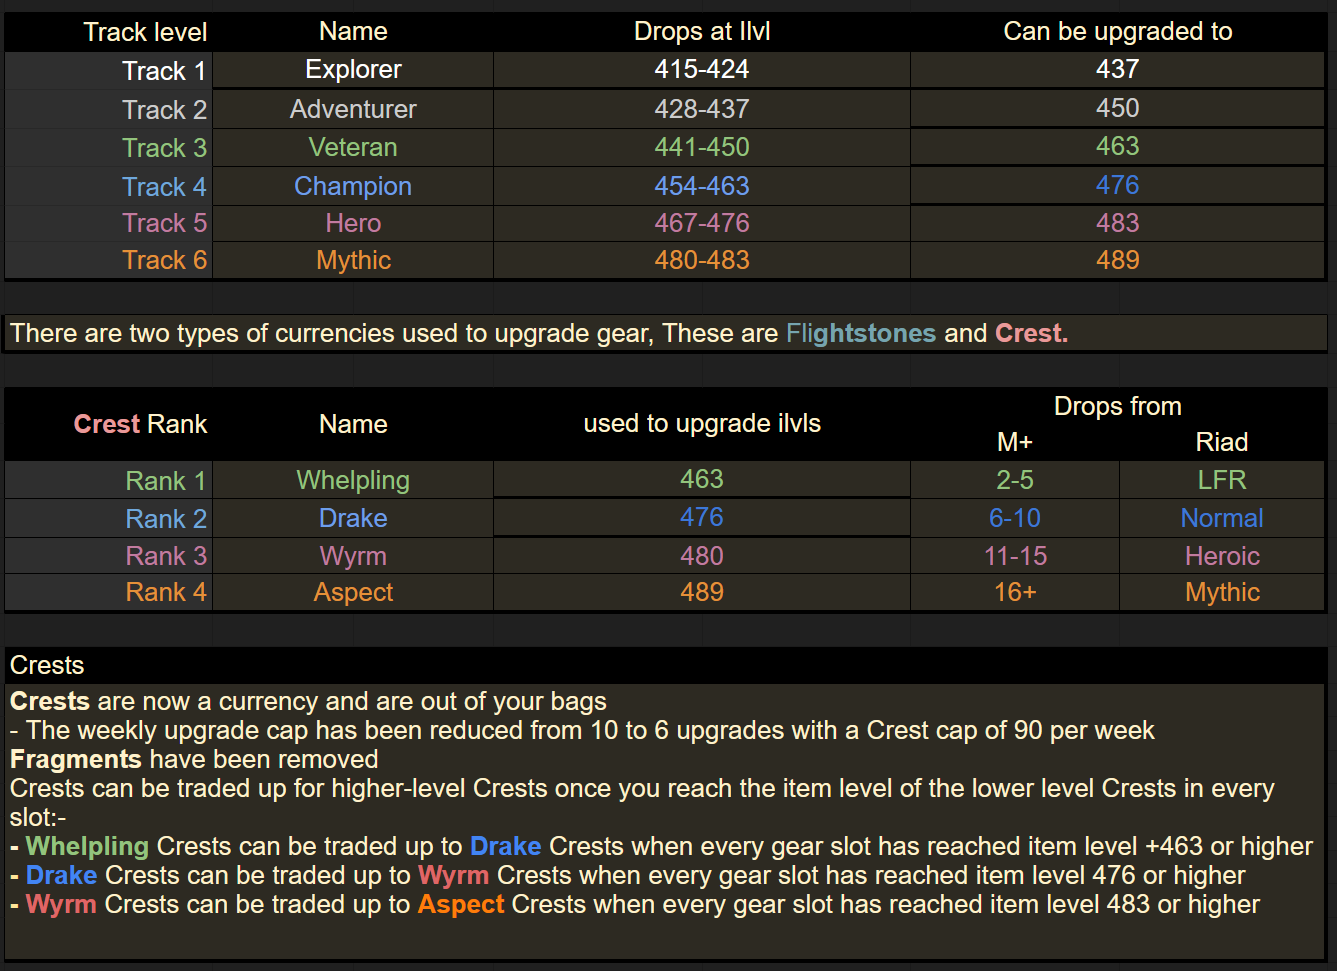 Track level Name Drops at Ilvl Can be upgraded to
Track 1 Explorer 415-424 437
Track 2 Adventurer 428-437 450
Track 3 Veteran 441-450 463
Track 4 Champion 454-463 476
Track 5 Hero 467-476 483
Track 6 Mythic 480-483 489
There are two types of currencies used to upgrade gear, These are Flightstones and Crest.
Crest Rank Name used to upgrade ilvls Drops from
M+ Riad
Rank 1 Whelpling 463 2-5 LFR
Rank 2 Drake 476 6-10 Normal
Rank 3 Wyrm 480 11-15 Heroic
Rank 4 Aspect 489 16+ Mythic
Crests
Crests are now a currency and are out of your bags
- The weekly upgrade cap has been reduced from 10 to 6 upgrades with a Crest cap of 90 per week
Fragments have been removed
Crests can be traded up for higher-level Crests once you reach the item level of the lower level Crests in every
slot:-
- Whelpling Crests can be traded up to Drake Crests when every gear slot has reached item level +463 or higher
- Drake Crests can be traded up to Wyrm Crests when every gear slot has reached item level 476 or higher
- Wyrm Crests can be traded up to Aspect Crests when every gear slot has reached item level 483 or higher